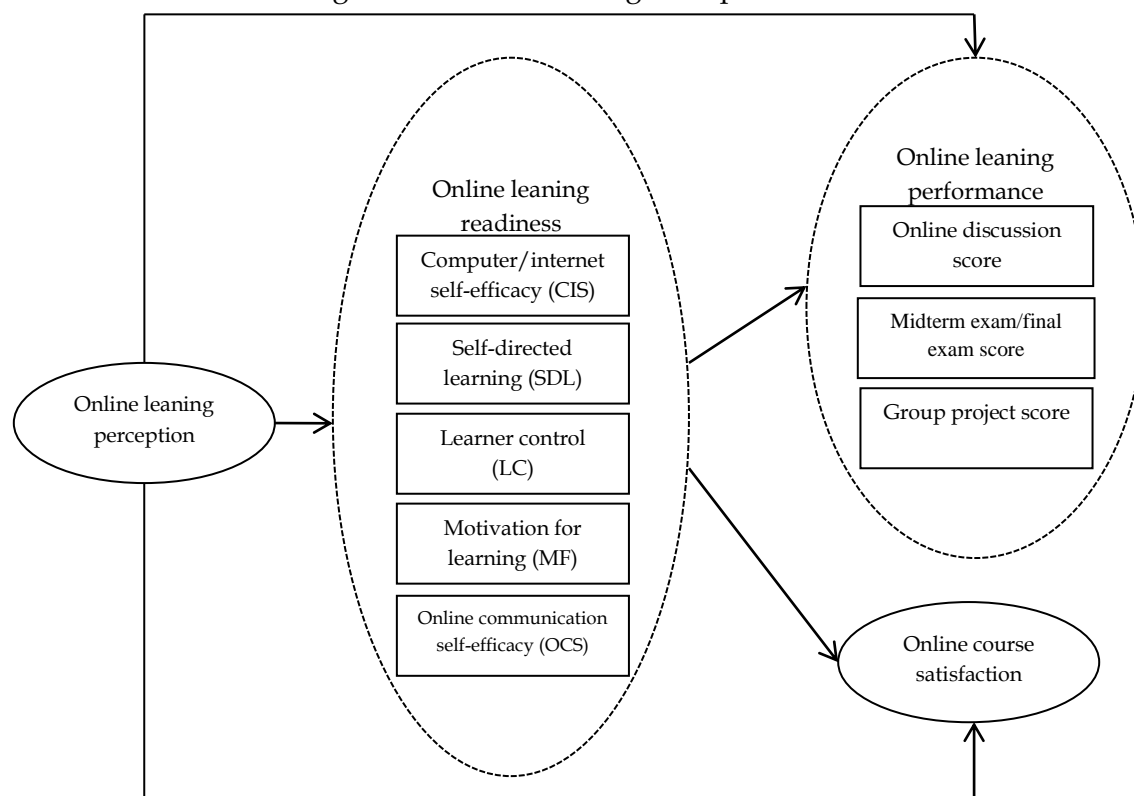 Online leaning
perception
Online leaning
readiness
Computer/internet
self-efficacy (CIS)
Self-directed
learning (SDL)
Learner control
(LC)
Motivation for
learning (MF)
Online communication
self-efficacy (OCS)
Online leaning
performance
Online discussion
score
Midterm exam/final
exam score
Group project score
Online course
satisfaction